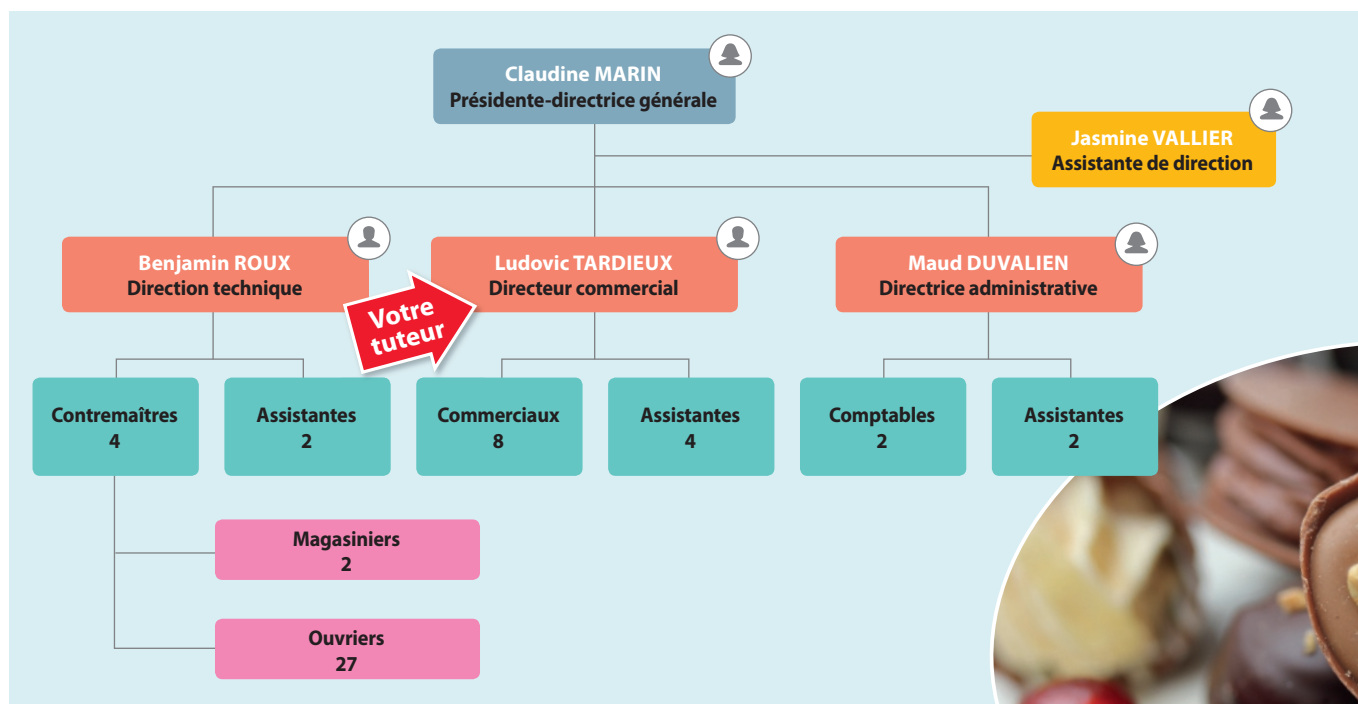 Claudine MARIN
Présidente-directrice générale
Jasmine VALLIER
Assistante de direction
Benjamin ROUX
Direction technique
Votre
tuteur
Ludovic TARDIEUX
Directeur commercial
Maud DUVALIEN
Directrice administrative
Contremaîtres
4
Assistantes
2
Commerciaux
8
Assistantes
4
Comptables
2
Assistantes
2
Magasiniers
2
Ouvriers
27